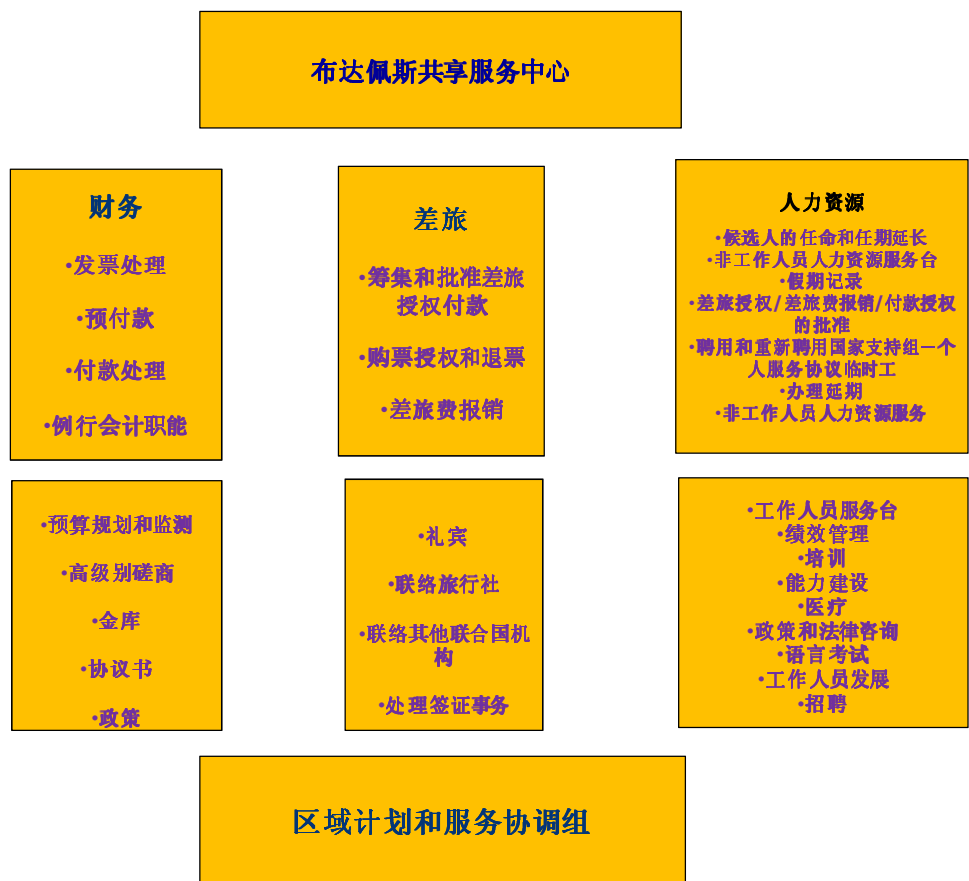 布达佩斯共享服务中心
财务
•发票处理
•预付款
•付款处理
•例行会计职能
差旅
•筹集和批准差旅
授权付款
•购票授权和退票
•差旅费报销
人力资源
•候选人的任命和任期延长
•非工作人员人力资源服务台
•假期记录
•差旅授权/差旅费报销/付款授权
的批准
•聘用和重新聘用国家支持组—个
人服务协议临时工
•办理延期
•非工作人员人力资源服务
•预算规划和监测
•高级别磋商
•金库
•协议书
•政策
•礼宾
•联络旅行社
•联络其他联合国机
构
•处理签证事务
•工作人员服务台
•绩效管理
•培训
•能力建设
•医疗
•政策和法律咨询
•语言考试
•工作人员发展
•招聘
区域计划和服务协调组